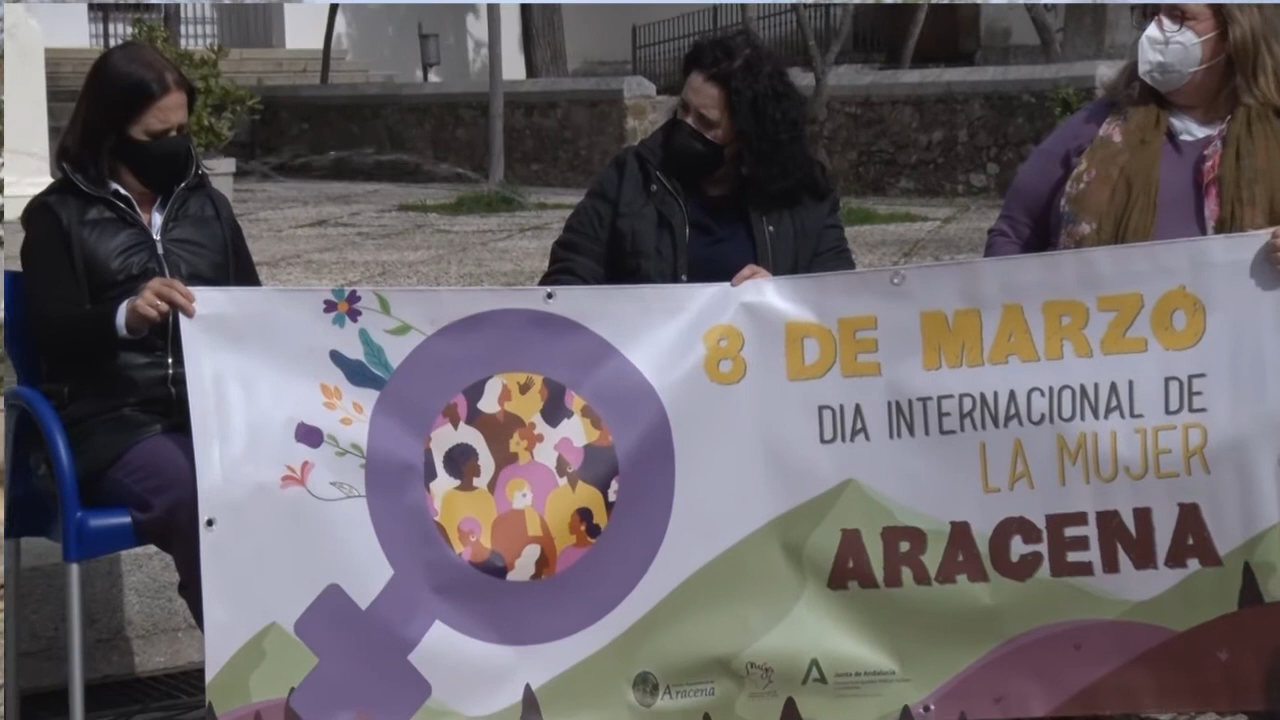 8 DE MARZO
DIA INTERNACIONAL DE
LA MUJER
ARACENA
Aracena
Junta de Andalucía